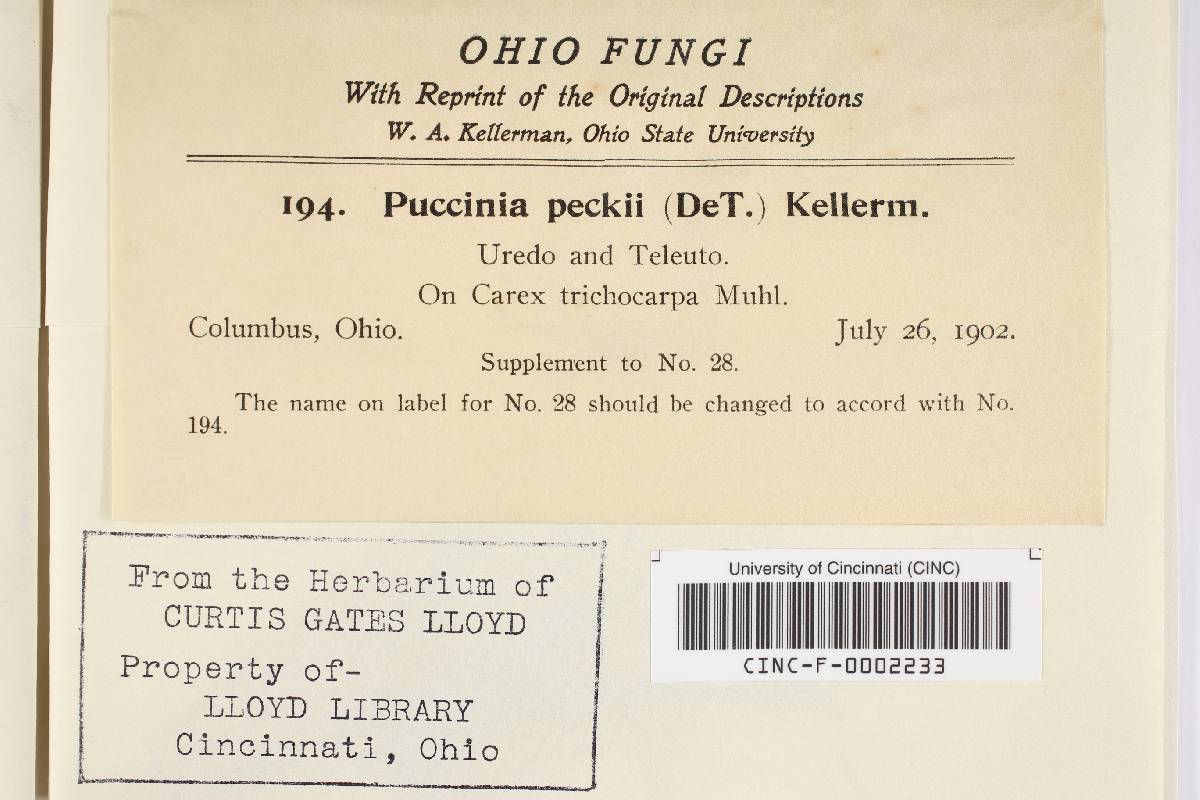 OHIO FUNGI
With Reprint of the Original Descriptions
W. A. Kellerman, Ohio State University
194. Puccinia peckii (DeT.) Kellerm.
Uredo and Teleuto.
On Carex trichocarpa Muhl.
Columbus, Ohio. July 26, 1902.
Supplement to No. 28.
The name on label for No. 28 should be changed to accord with No.
194.
From the Herbarium of
CURTIS GATES LLOYD
Property of-
LLOYD LIBRARY
Cincinnati, Ohio
University of Cincinnati (CINC)
CINC-F-0002233